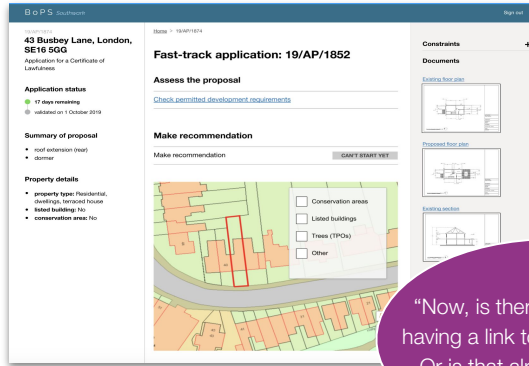 BoPS Southwark
Sign out
19/AP/1874
43 Busbey Lane, London,
SE16 5GG
Application for a Certificate of
Lawfulness
Application status
17 days remaining
validated on 1 October 2019
Summary of proposal
roof extension (rear)
dormer
Property details
property type: Residential,
dwellings, terraced house
listed building: No
conservation area: No
Home > 19/AP/1874
Fast-track application: 19/AP/1852
Assess the proposal
Check permitted development requirements
Make recommendation
Make recommendation
CAN'T START YET
Conservation areas
Listed buildings
Trees (TPOs)
Other
Constraints +
Documents
Existing floor plan
Proposed floor plan
Existing section
“Now, is ther
having a link t